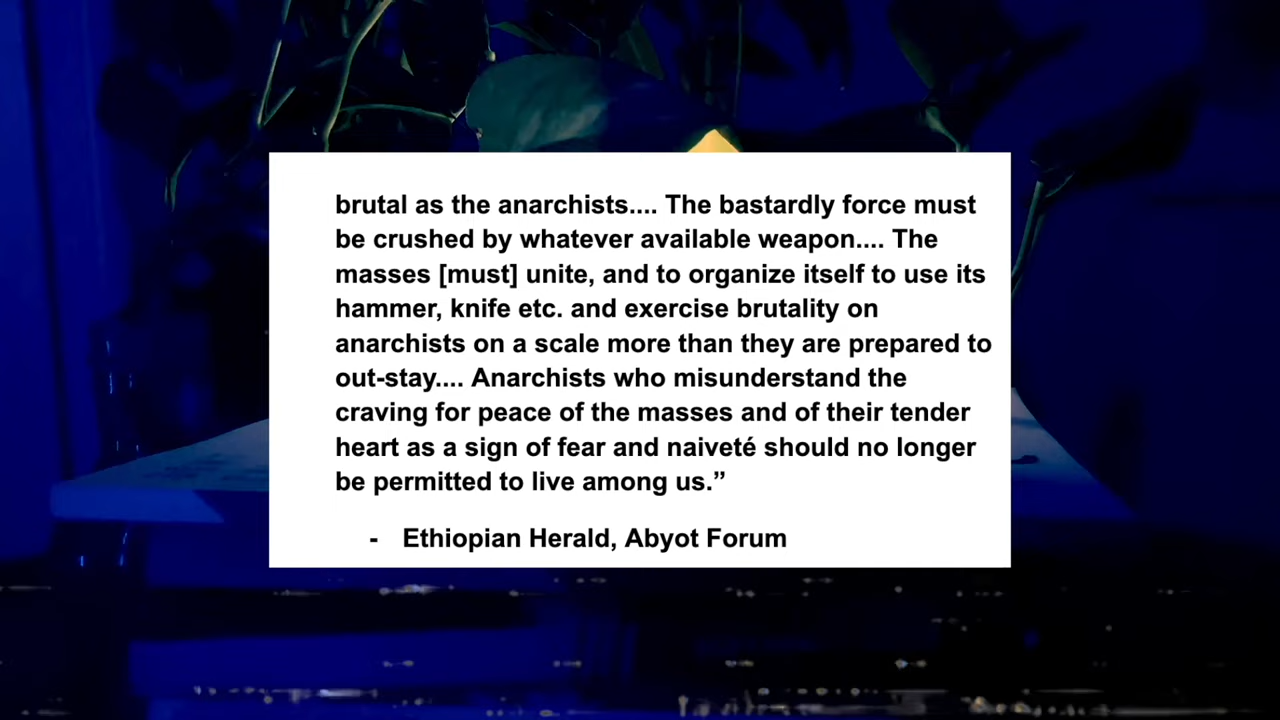 brutal as the anarchists.... The bastardly force must
be crushed by whatever available weapon.... The
masses [must] unite, and to organize itself to use its
hammer, knife etc. and exercise brutality on
anarchists on a scale more than they are prepared to
out-stay.... Anarchists who misunderstand the
craving for peace of the masses and of their tender
heart as a sign of fear and naiveté should no longer
be permitted to live among us.”
- Ethiopian Herald, Abyot Forum